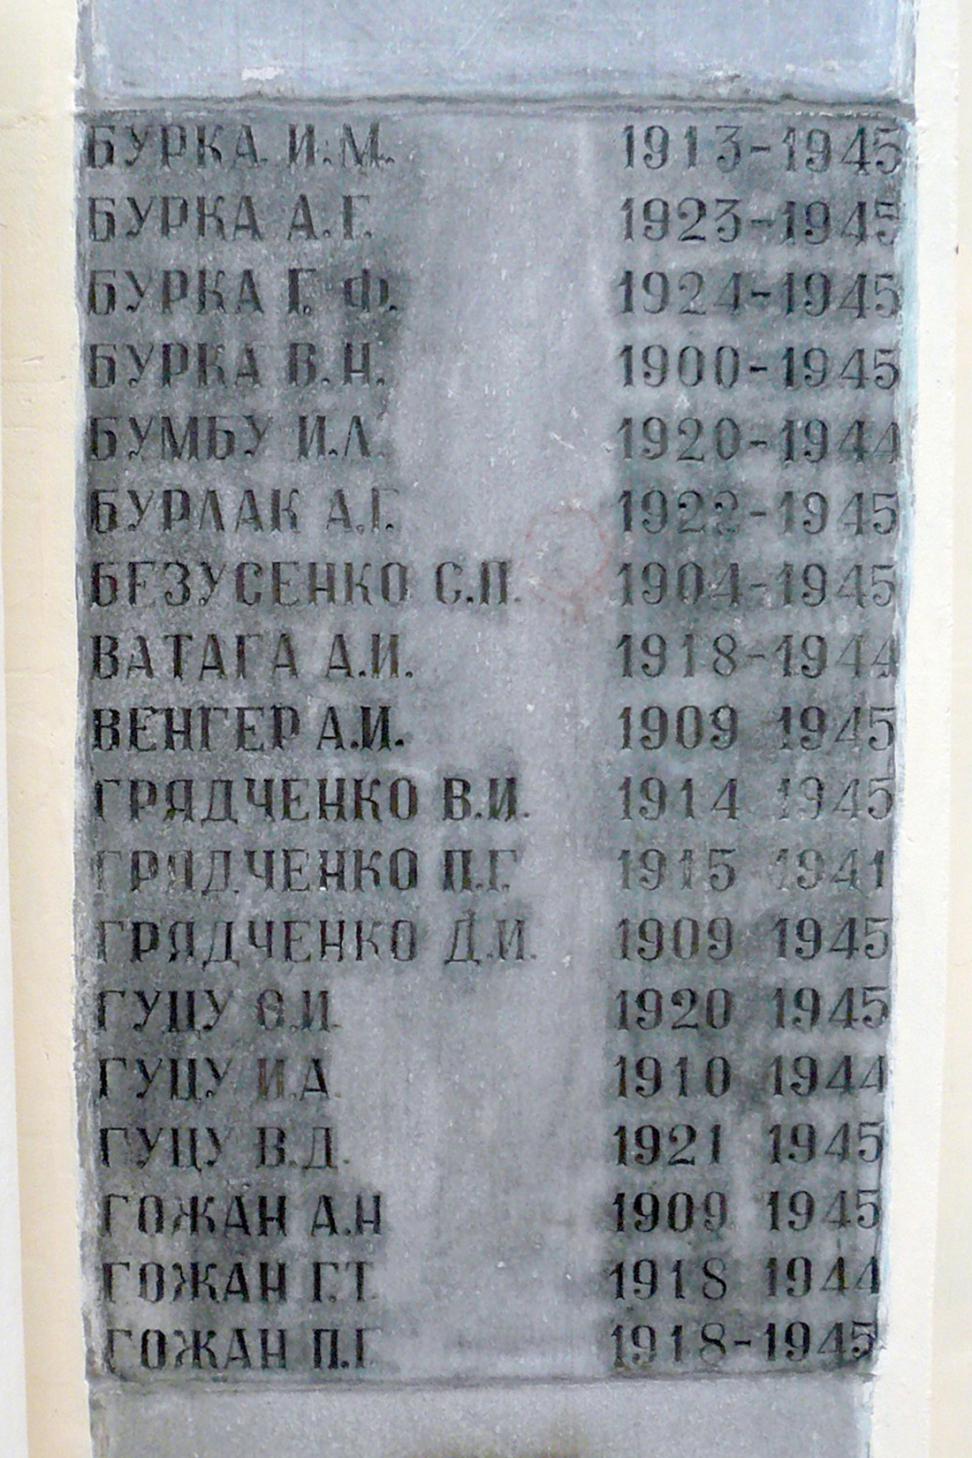 БУРКА И.М. 1913-1945
БУРКА А.Г. 1923-1945
БУРКА Г.Ф. 1924-1945
БУРКА В.Н. 1900-1945
БУМБУ И.Л. 1920-1944
БУРЛАК А.Г. 1922-1945
БЕЗУСЕНКО С.П. 1904-1945
ВАТАГА А.И. 1918-1944
ВЕНГЕР А.И. 1909 1945
ГРЯДЧЕНКО В.И. 1914 1945
ГРЯДЧЕНКО П.Г. 1915 1941
ГРЯДЧЕНКО Д.И. 1909 1945
ГУЦУ Ѳ.И. 1920 1945
ГУЦУ И.А 1910 1944
ГУЦУ В.Д. 1921 1945
ГОЖАН А.Н 1909 1945
ГОЖАН Г.Т 1918 1944
ГОЖАН П.Г 1918-1945